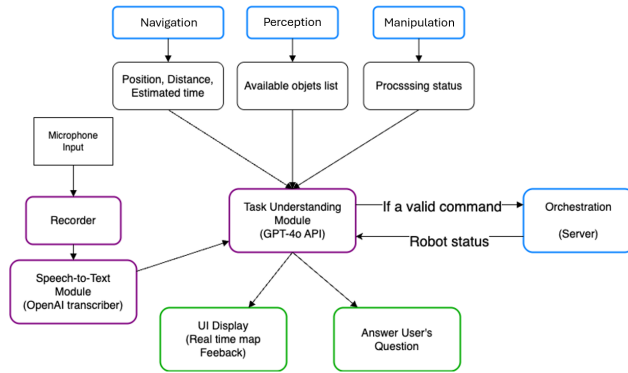 Navigation
Perception
Manipulation
Position, Distance,
Estimated time
Available objets list
Procsssing status
Microphone
Input
Recorder
Speech-to-Text
Module
(OpenAI transcriber)
Task Understanding
Module
(GPT-4o API)
If a valid command
Robot status
Orchestration
(Server)
UI Display
(Real time map
Feeback)
Answer User's
Question